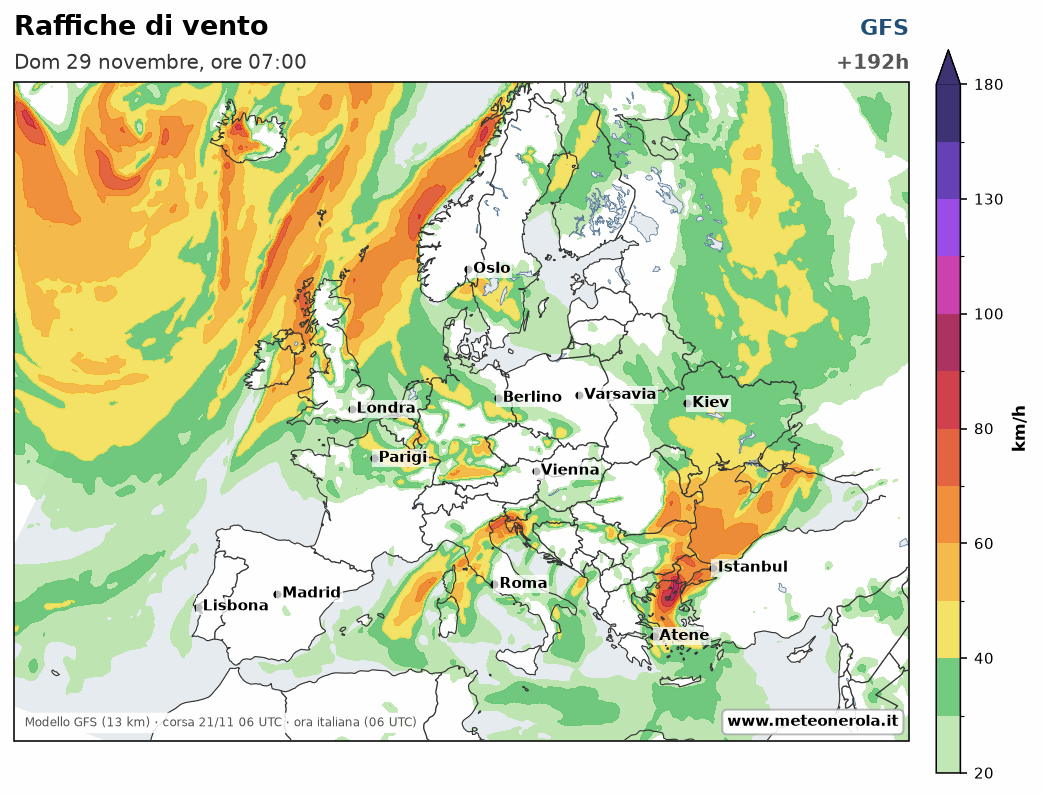 Raffiche di vento
GFS
Dom 29 novembre, ore 07:00
+192h
180
130
100
80
60
40
20
km/h
Oslo
Berlino
Varsavia
Kiev
Londra
Parigi
Vienna
Istanbul
Roma
Madrid
Lisbona
Atene
Modello GFS (13 km) · corsa 21/11 06 UTC · ora italiana (06 UTC)
www.meteonerola.it